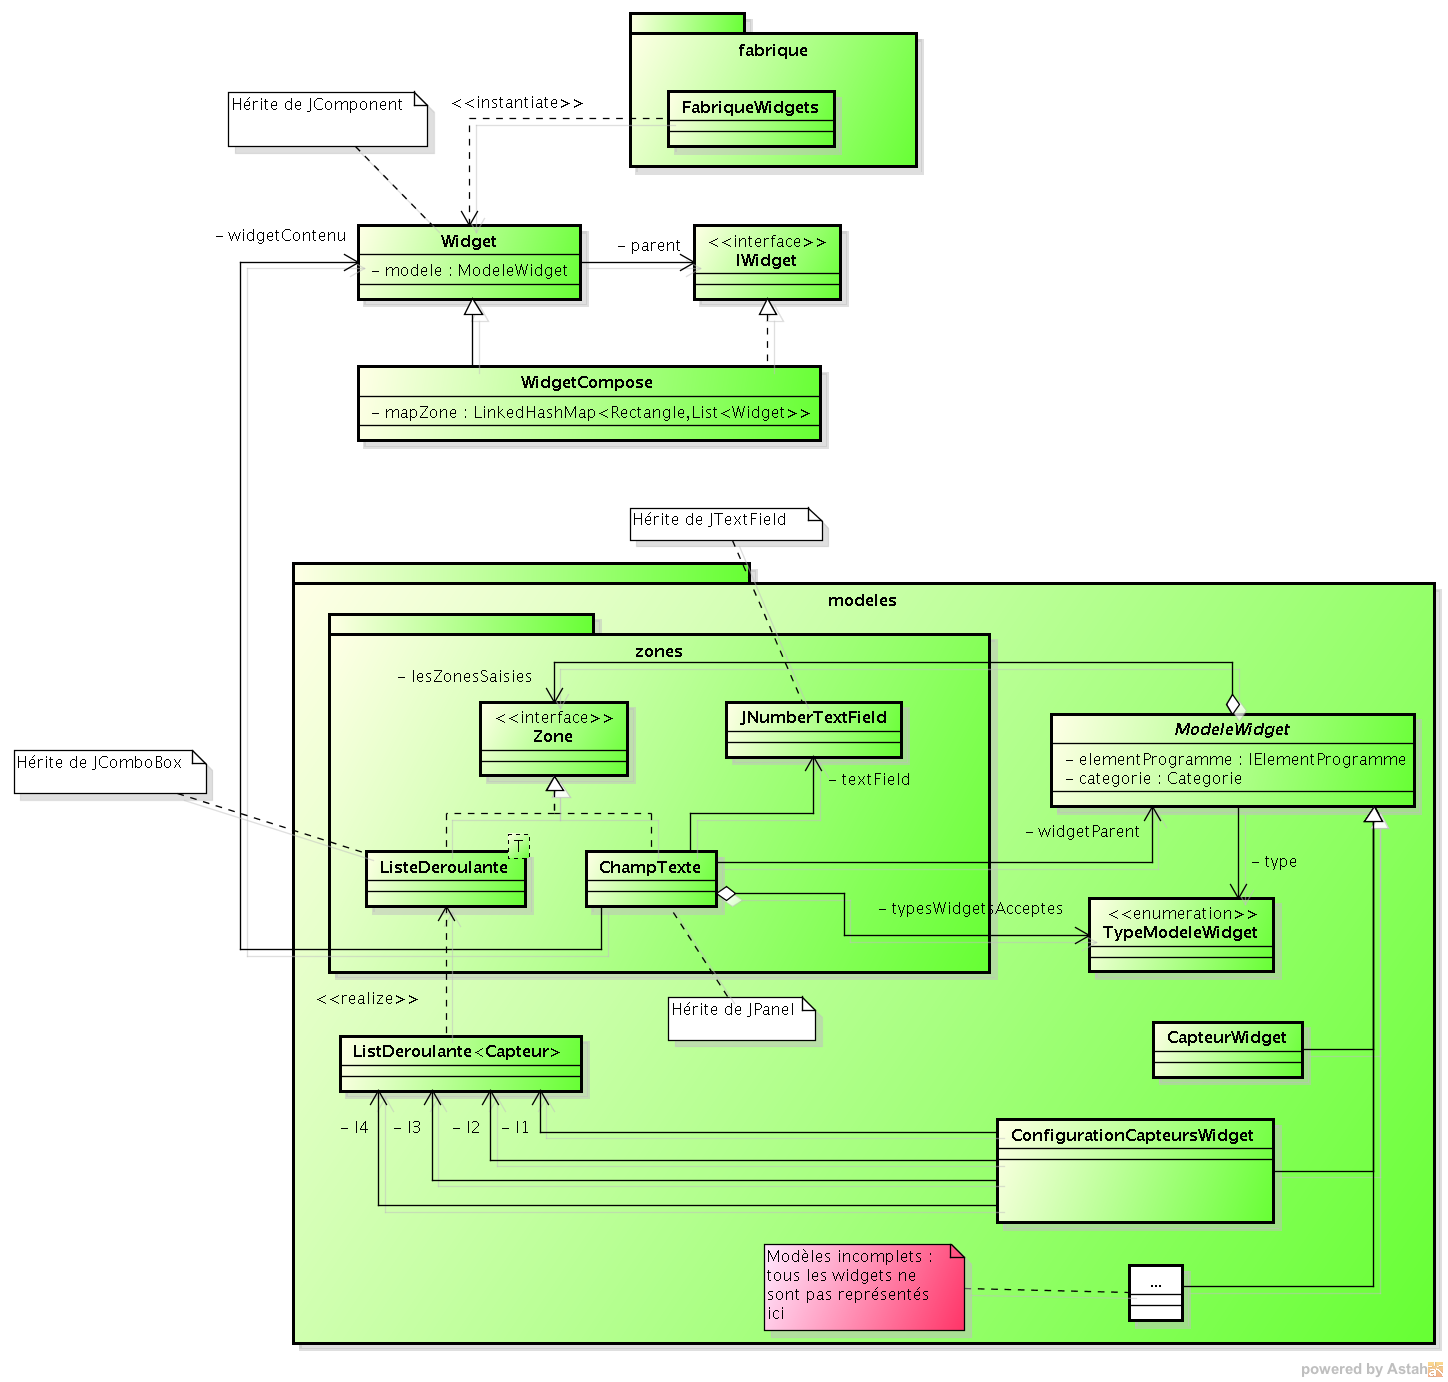 fabrique
FabriqueWidgets
Hérite de JComponent
<<instantiate>>
- widgetContenu
Widget
- modele : ModeleWidget
- parent
<<interface>>
IWidget
WidgetCompose
- mapZone : LinkedHashMap<Rectangle,List<Widget>>
Hérite de JTextField
modeles
zones
- lesZonesSaisies
<<interface>>
Zone
JNumberTextField
ModeleWidget
- elementProgramme : IElementProgramme
- categorie : Categorie
Hérite de JComboBox
- textField
- widgetParent
T
ListeDeroulante
ChampTexte
- type
- typesWidgetsAcceptes
<<enumeration>>
TypeModeleWidget
<<realize>>
Hérite de JPanel
CapteurWidget
ListDeroulante<Capteur>
- l4
- l3
- l2
- l1
ConfigurationCapteursWidget
Modèles incomplets :
tous les widgets ne
sont pas représentés
ici
...
powered by Astah